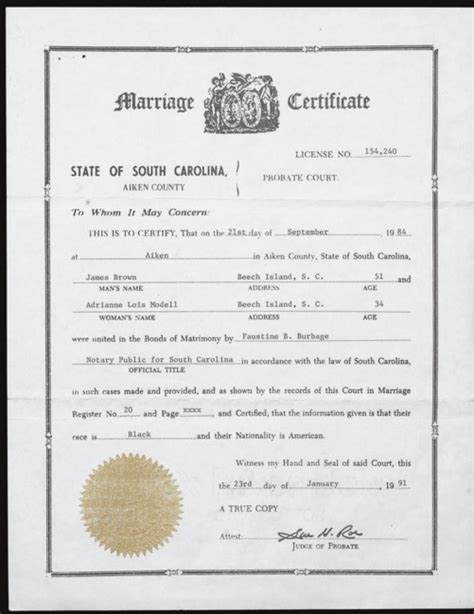 Marriage Certificate
LICENSE NO. 154,240
STATE OF SOUTH CAROLINA,
AIKEN COUNTY
PROBATE COURT.
To Whom It May Concern:
THIS IS TO CERTIFY, That on the 21st day of September, 1984
at Aiken in Aiken County, State of South Carolina,
James Brown Beech Island, S. C. 51 and
MAN'S NAME ADDRESS AGE
Adrianne Lois Modell Beech Island, S. C. 34
WOMAN'S NAME ADDRESS AGE
were united in the Bonds of Matrimony by Faustine B. Burbage
Notary Public for South Carolina in accordance with the law of South Carolina,
OFFICIAL TITLE
in such cases made and provided, and as shown by the records of this Court in Marriage
Register No. 20 and Page xxxx and Certified; that the information given is that their
race is Black and their Nationality is American.
Witness my Hand and Seal of said Court, this
the 23rd day of January, 1991
A TRUE COPY
Attest: Sue H. Roe
JUDGE OF PROBATE